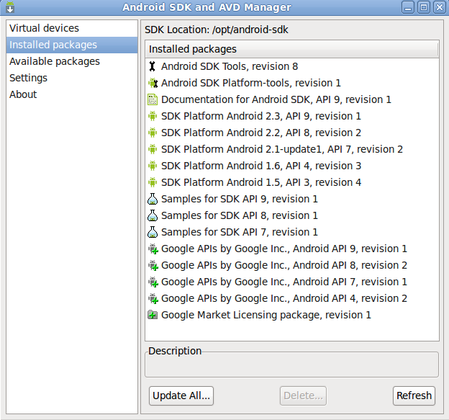 Android SDK and AVD Manager
Virtual devices
Installed packages
Available packages
Settings
About
SDK Location: /opt/android-sdk
Installed packages
Android SDK Tools, revision 8
Android SDK Platform-tools, revision 1
Documentation for Android SDK, API 9, revision 1
SDK Platform Android 2.3, API 9, revision 1
SDK Platform Android 2.2, API 8, revision 2
SDK Platform Android 2.1-update1, API 7, revision 2
SDK Platform Android 1.6, API 4, revision 3
SDK Platform Android 1.5, API 3, revision 4
Samples for SDK API 9, revision 1
Samples for SDK API 8, revision 1
Samples for SDK API 7, revision 1
Google APIs by Google Inc., Android API 9, revision 1
Google APIs by Google Inc., Android API 8, revision 2
Google APIs by Google Inc., Android API 7, revision 1
Google APIs by Google Inc., Android API 4, revision 2
Google Market Licensing package, revision 1
Description
Update All...
Delete...
Refresh